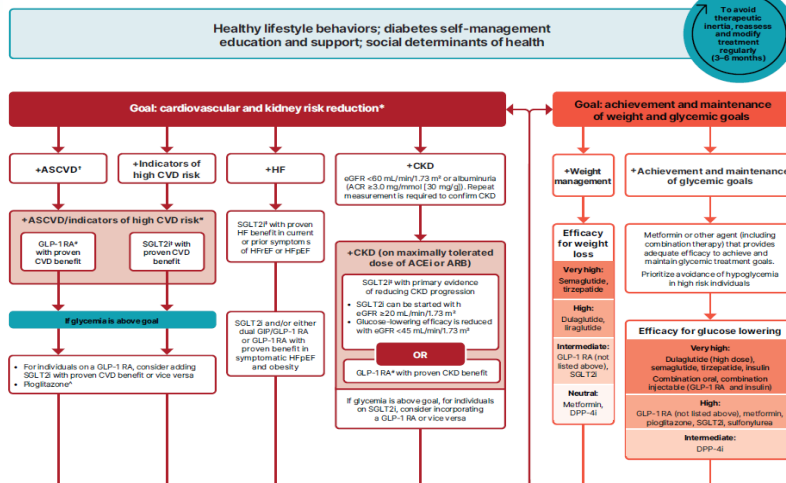 Healthy lifestyle behaviors; diabetes self-management
education and support; social determinants of health
To avoid
therapeutic
inertia, reassess
and modify
treatment
regularly
(3–6 months)
Goal: cardiovascular and kidney risk reduction*
+ASCVD†
+Indicators of
high CVD risk
+HF
+CKD
eGFR <60 mL/min/1.73 m² or albuminuria
(ACR ≥3.0 mg/mmol [30 mg/g]). Repeat
measurement is required to confirm CKD
+ASCVD/indicators of high CVD risk*
GLP-1 RA#
with proven
CVD benefit
SGLT2i
with proven
CVD benefit
If glycemia is above goal
• For individuals on a GLP-1 RA, consider adding
SGLT2i with proven CVD benefit or vice versa
• Pioglitazone^
SGLT2i with proven
HF benefit in current
or prior symptoms
of HFrEF or HFpEF
SGLT2i and/or either
dual GIP/GLP-1 RA
or GLP-1 RA with
proven benefit in
symptomatic HFpEF
and obesity
+CKD (on maximally tolerated
dose of ACEi or ARB)
SGLT2i with primary evidence
of reducing CKD progression
• SGLT2i can be started with
eGFR ≥20 mL/min/1.73 m²
• Glucose-lowering efficacy is reduced
with eGFR <45 mL/min/1.73 m²
OR
GLP-1 RA# with proven CKD benefit
If glycemia is above goal, for individuals
on SGLT2i, consider incorporating
a GLP-1 RA or vice versa
Goal: achievement and maintenance
of weight and glycemic goals
+Weight
management
Efficacy
for weight
loss
Very high:
Semaglutide,
tirzepatide
High:
Dulaglutide,
liraglutide
Intermediate:
GLP-1 RA (not
listed above),
SGLT2i
Neutral:
Metformin,
DPP-4i
+Achievement and maintenance
of glycemic goals
Metformin or other agent (including
combination therapy) that provides
adequate efficacy to achieve and
maintain glycemic treatment goals.
Prioritize avoidance of hypoglycemia
in high risk individuals
Efficacy for glucose lowering
Very high:
Dulaglutide (high dose),
semaglutide, tirzepatide, insulin
Combination oral, combination
injectable (GLP-1 RA and insulin)
High:
GLP-1 RA (not listed above), metformin,
pioglitazone, SGLT2i, sulfonylurea
Intermediate:
DPP-4i